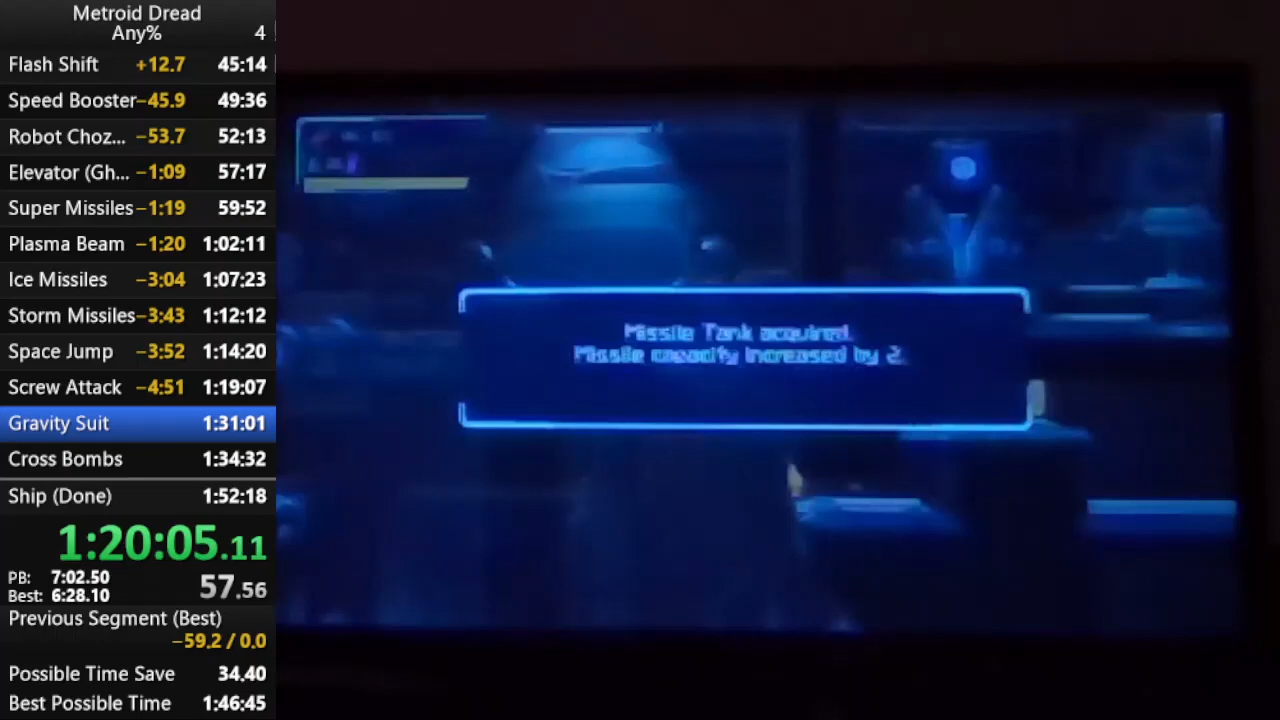 Metroid Dread
Any% 4
Flash Shift +12.7 45:14
Speed Booster −45.9 49:36
Robot Choz... −53.7 52:13
Elevator (Gh... −1:09 57:17
Super Missiles −1:19 59:52
Plasma Beam −1:20 1:02:11
Ice Missiles −3:04 1:07:23
Storm Missiles −3:43 1:12:12
Space Jump −3:52 1:14:20
Screw Attack −4:51 1:19:07
Gravity Suit 1:31:01
Cross Bombs 1:34:32
Ship (Done) 1:52:18
1:20:05.11
PB: 7:02.50
Best: 6:28.10
57.56
Previous Segment (Best)
−59.2 / 0.0
Possible Time Save 34.40
Best Possible Time 1:46:45
Missile Tank acquired.
Missile capacity increased by 2.